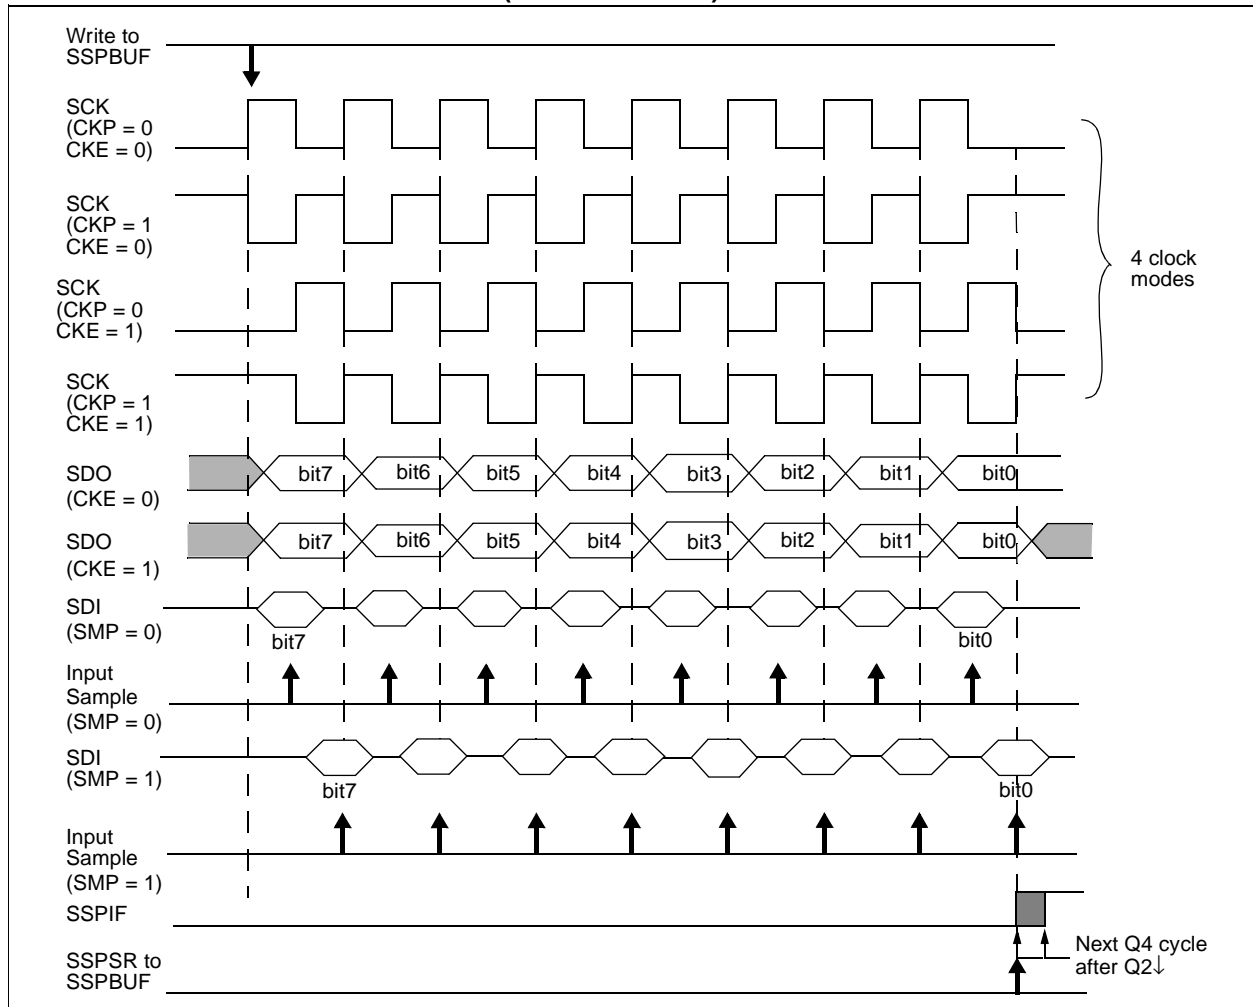 Write to
SSPBUF
SCK
(CKP = 0
CKE = 0)
SCK
(CKP = 1
CKE = 0)
4 clock
modes
SCK
(CKP = 0
CKE = 1)
SCK
(CKP = 1
CKE = 1)
SDO
(CKE = 0)
bit7 bit6 bit5 bit4 bit3 bit2 bit1 bit0
SDO
(CKE = 1)
bit7 bit6 bit5 bit4 bit3 bit2 bit1 bit0
SDI
(SMP = 0)
bit7 bit0
Input
Sample
(SMP = 0)
SDI
(SMP = 1)
bit7 bit0
Input
Sample
(SMP = 1)
SSPIF
Next Q4 cycle
after Q2↓
SSPSR to
SSPBUF